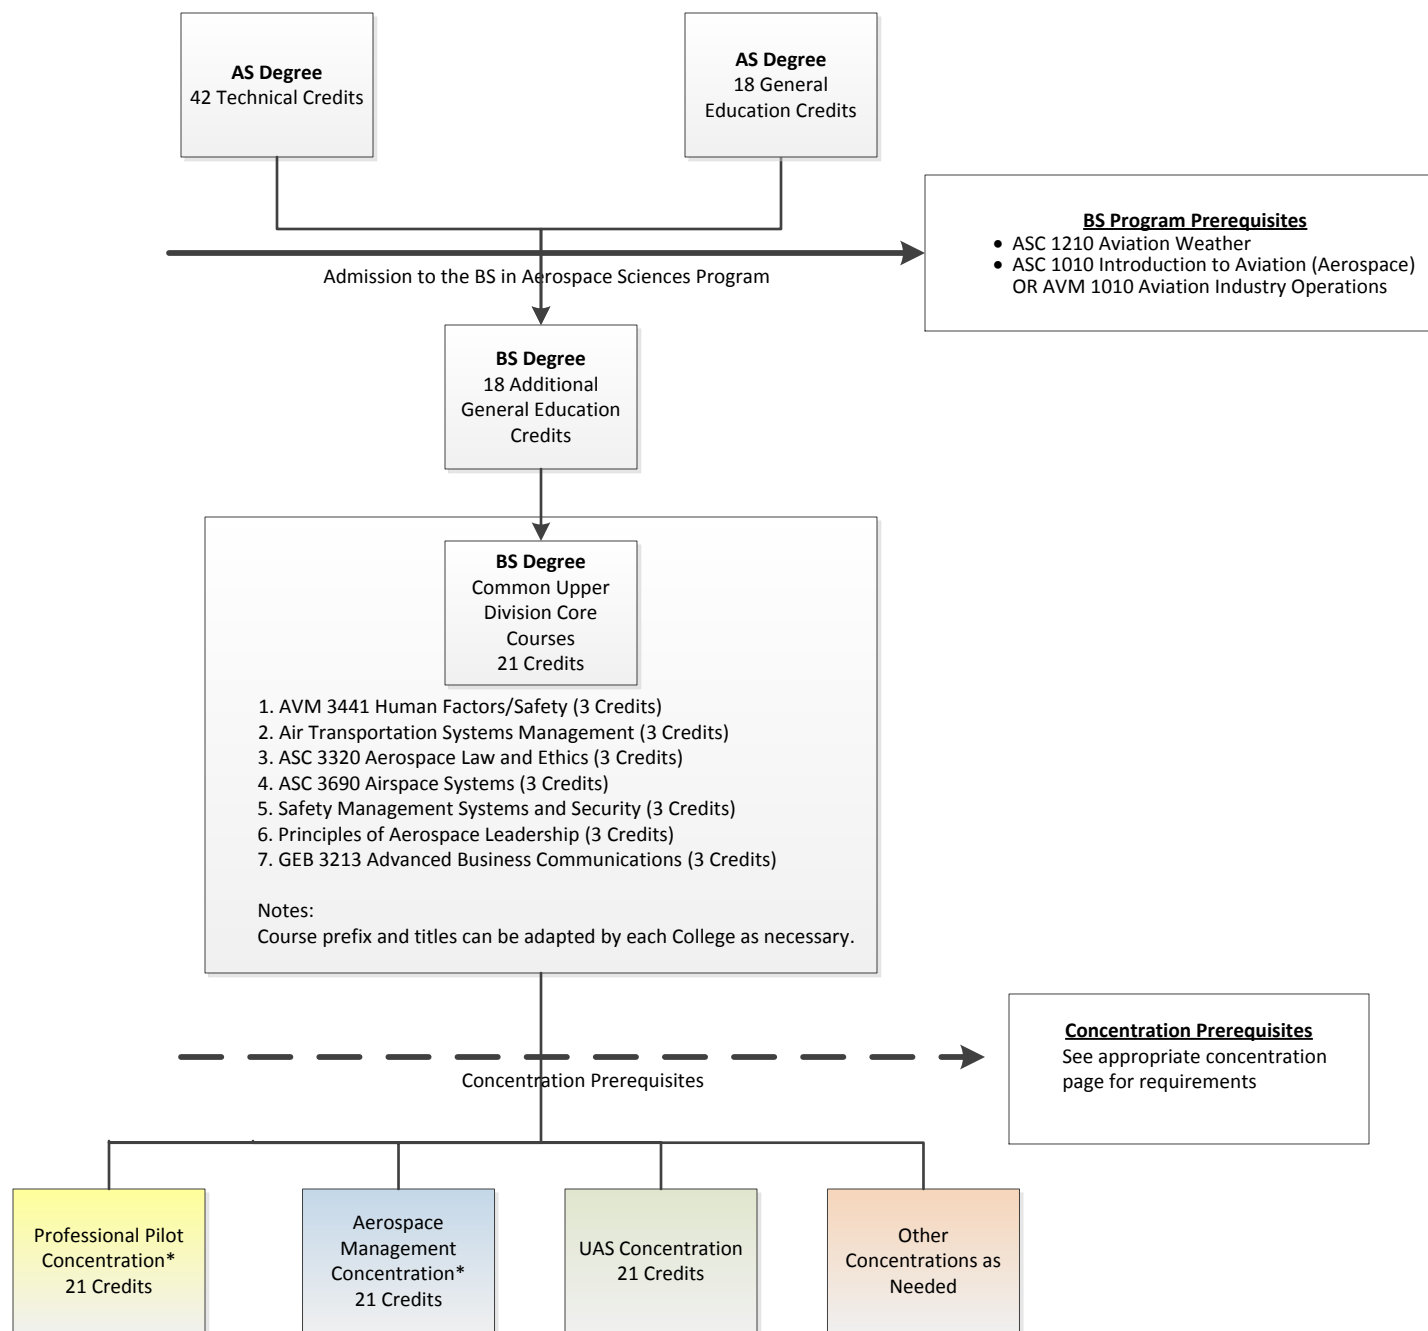 AS Degree
42 Technical Credits
AS Degree
18 General
Education Credits
BS Program Prerequisites
• ASC 1210 Aviation Weather
• ASC 1010 Introduction to Aviation (Aerospace)
OR AVM 1010 Aviation Industry Operations
Admission to the BS in Aerospace Sciences Program
BS Degree
18 Additional
General Education
Credits
BS Degree
Common Upper
Division Core
Courses
21 Credits
1. AVM 3441 Human Factors/Safety (3 Credits)
2. Air Transportation Systems Management (3 Credits)
3. ASC 3320 Aerospace Law and Ethics (3 Credits)
4. ASC 3690 Airspace Systems (3 Credits)
5. Safety Management Systems and Security (3 Credits)
6. Principles of Aerospace Leadership (3 Credits)
7. GEB 3213 Advanced Business Communications (3 Credits)
Notes:
Course prefix and titles can be adapted by each College as necessary.
Concentration Prerequisites
See appropriate concentration
page for requirements
Concentration Prerequisites
Professional Pilot
Concentration*
21 Credits
Aerospace
Management
Concentration*
21 Credits
UAS Concentration
21 Credits
Other
Concentrations as
Needed